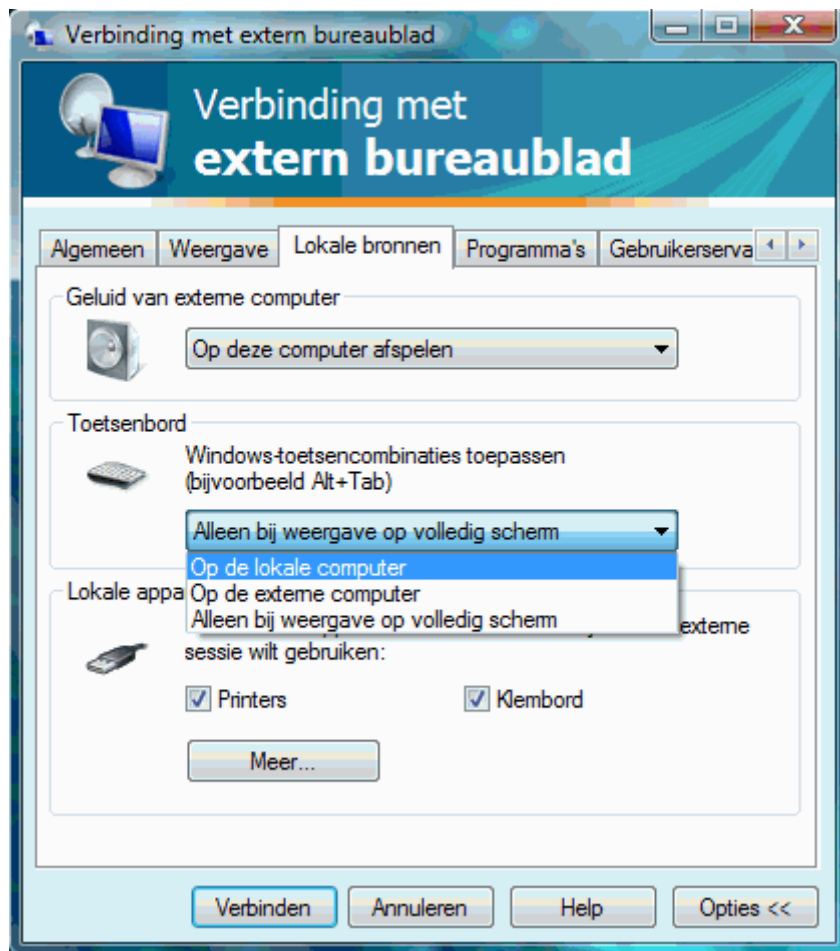 Verbinding met extern bureaublad
Verbinding met
extern bureaublad
Algemeen Weergave Lokale bronnen Programma's Gebruikerserva
Geluid van externe computer
Op deze computer afspelen
Toetsenbord
Windows-toetsencombinaties toepassen
(bijvoorbeeld Alt+Tab)
Alleen bij weergave op volledig scherm
Op de lokale computer
Op de externe computer
Alleen bij weergave op volledig scherm
Lokale appa
externe
sessie wilt gebruiken:
Printers Klembord
Meer...
Verbinden Annuleren Help Opties <<